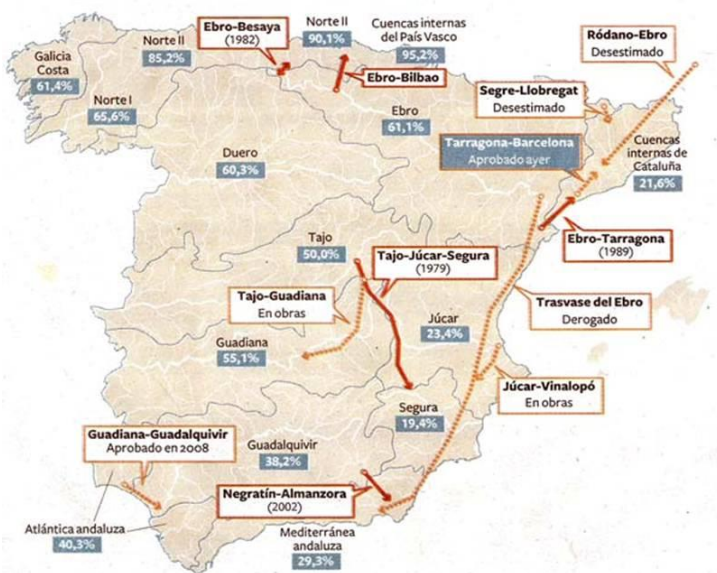 Galicia
Costa
61,4%
Norte II
85,2%
Norte I
65,6%
Ebro-Besaya
(1982)
Norte II
90,1%
Cuencas internas
del País Vasco
95,2%
Ebro-Bilbao
Ródano-Ebro
Desestimado
Segre-Llobregat
Desestimado
Ebro
61,1%
Duero
60,3%
Tarragona-Barcelona
Aprobado ayer
Cuencas
internas de
Cataluña
21,6%
Ebro-Tarragona
(1989)
Tajo
50,0%
Tajo-Júcar-Segura
(1979)
Tajo-Guadiana
En obras
Trasvase del Ebro
Derogado
Júcar
23,4%
Guadiana
55,1%
Júcar-Vinalopó
En obras
Segura
19,4%
Guadiana-Guadalquivir
Aprobado en 2008
Guadalquivir
38,2%
Negratín-Almanzora
(2002)
Atlántica andaluza
40,3%
Mediterránea
andaluza
29,3%